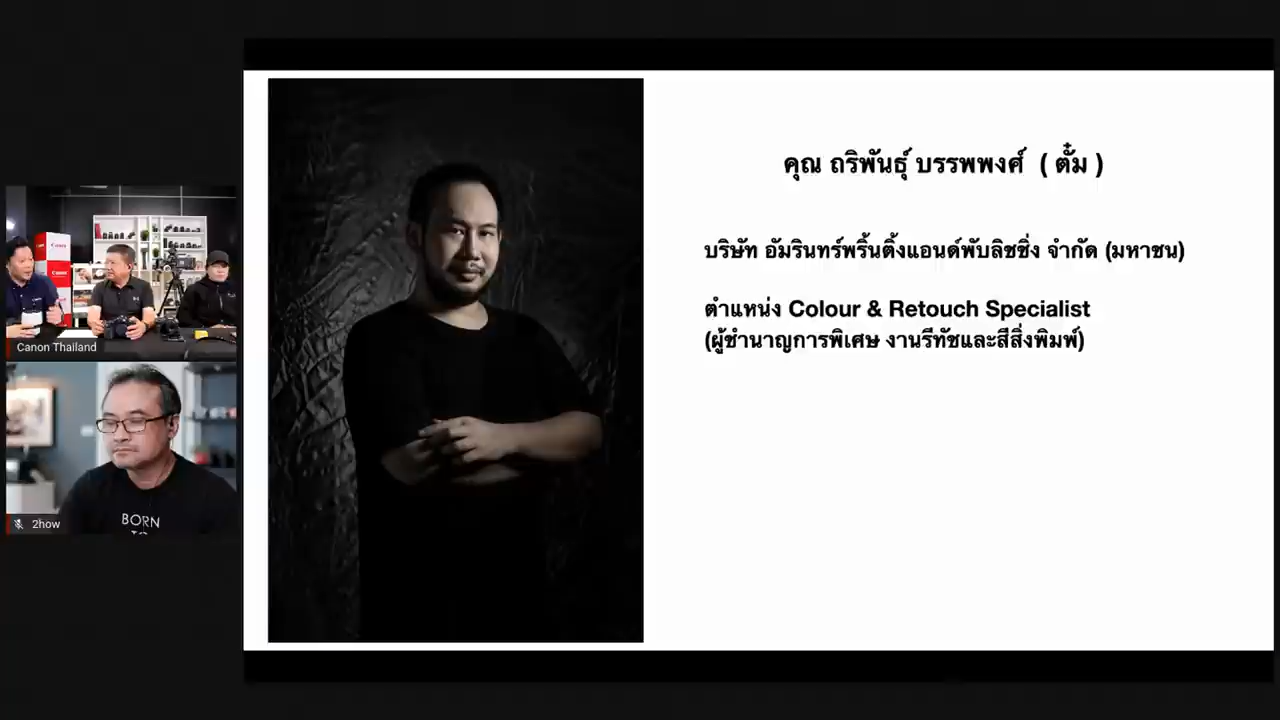 คุณ ถริพันธุ์ บรรพพงศ์ ( ตั๋ม )
บริษัท อัมรินทร์พริ้นติ้งแอนด์พับลิชชิ่ง จำกัด (มหาชน)
ตำแหน่ง Colour & Retouch Specialist
(ผู้ชำนาญการพิเศษ งานรีทัชและสีสิ่งพิมพ์)
Canon
Canon Thailand
BORN
TO
2how